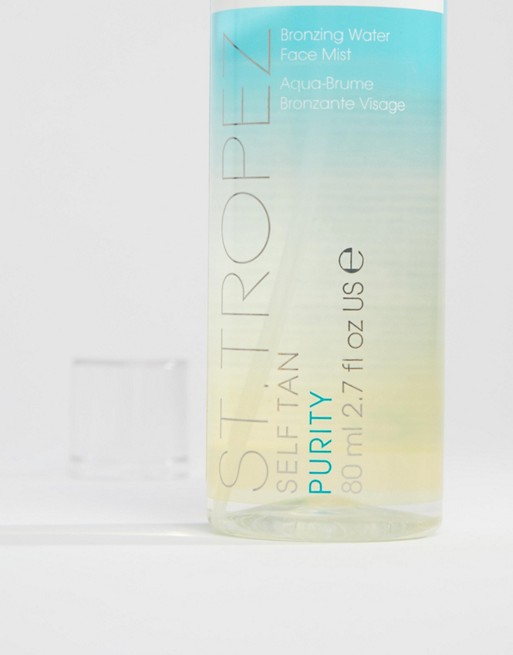 Bronzing Water
Face Mist
Aqua-Brume
Bronzante Visage
ST.TROPEZ
SELF TAN
PURITY
80 ml 2.7 fl oz US ℮